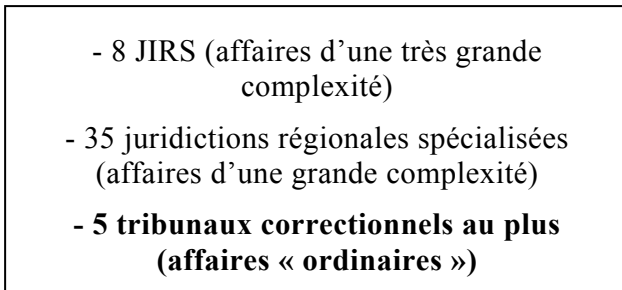 - 8 JIRS (affaires d’une très grande
complexité)
- 35 juridictions régionales spécialisées
(affaires d’une grande complexité)
- 5 tribunaux correctionnels au plus
(affaires « ordinaires »)